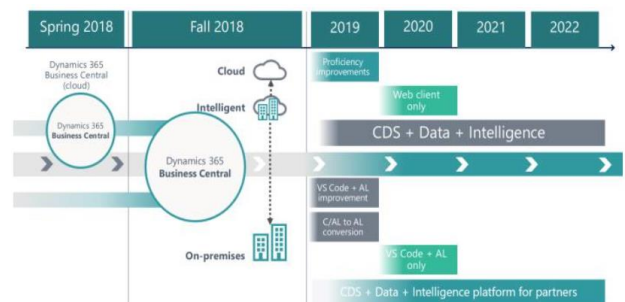 Spring 2018
Fall 2018
2019
2020
2021
2022
Dynamics 365
Business Central
(cloud)
Dynamics 365
Business Central
Dynamics 365
Business Central
Cloud
Intelligent
On-premises
Proficiency
improvements
Web client
only
CDS + Data + Intelligence
VS Code + AL
improvement
C/AL to AL
conversion
VS Code + AL
only
CDS + Data + Intelligence platform for partners